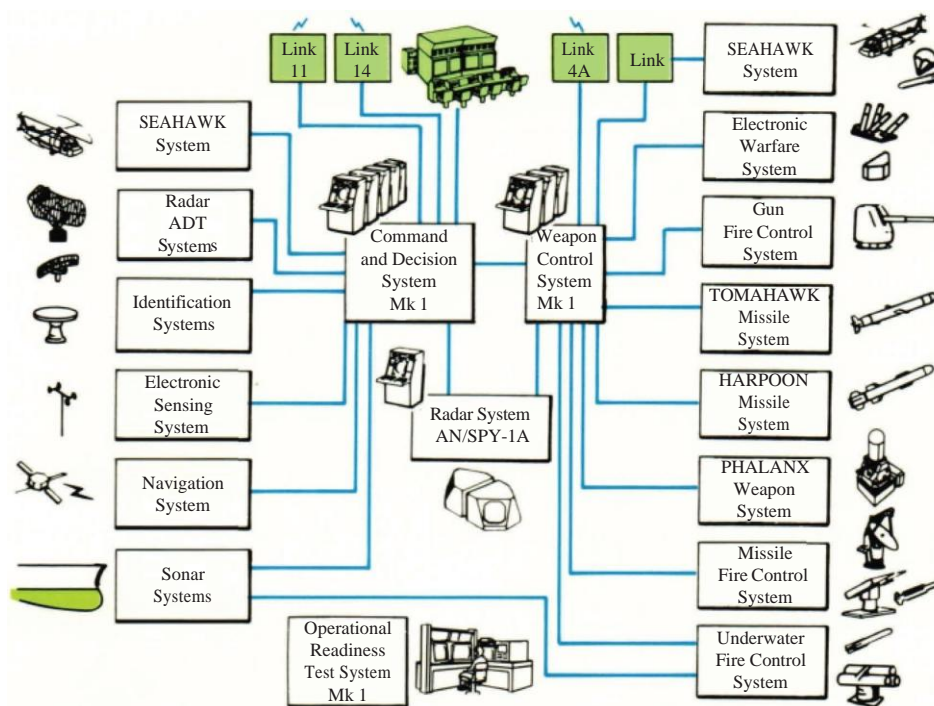 Link
11
Link
14
Link
4A
Link
SEAHAWK
System
SEAHAWK
System
Electronic
Warfare
System
Radar
ADT
Systems
Gun
Fire Control
System
Command
and Decision
System
Mk 1
Weapon
Control
System
Mk 1
Identification
Systems
TOMAHAWK
Missile
System
Electronic
Sensing
System
Radar System
AN/SPY-1A
HARPOON
Missile
System
Navigation
System
PHALANX
Weapon
System
Sonar
Systems
Missile
Fire Control
System
Operational
Readiness
Test System
Mk 1
Underwater
Fire Control
System